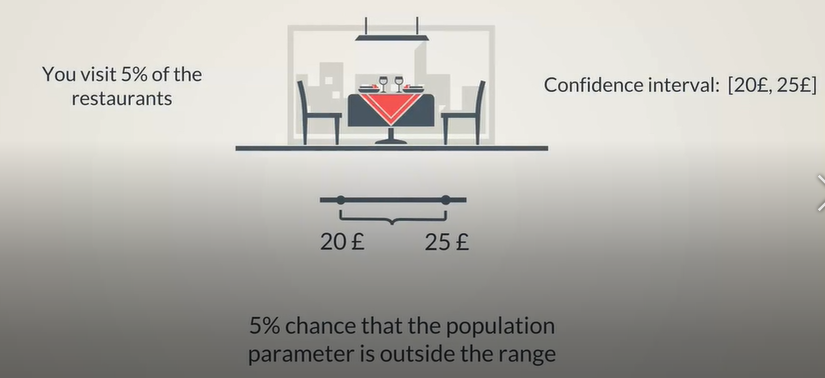 You visit 5% of the
restaurants
Confidence interval: [20£, 25£]
20 £
25 £
5% chance that the population
parameter is outside the range